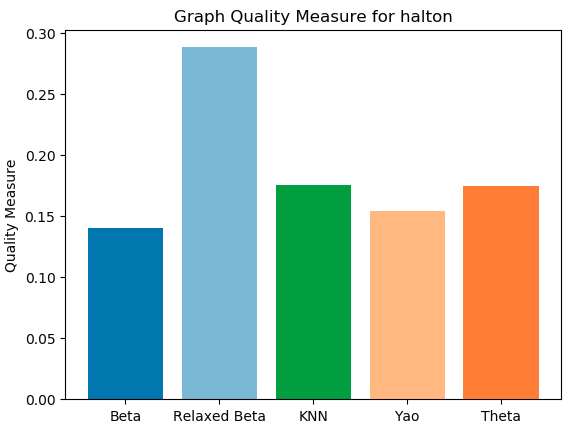 Graph Quality Measure for halton
Quality Measure
0.30
0.25
0.20
0.15
0.10
0.05
0.00
Beta
Relaxed Beta
KNN
Yao
Theta